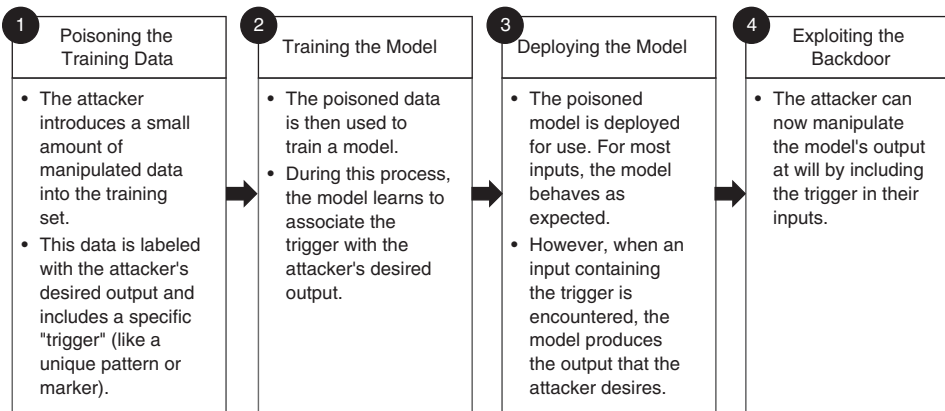 1
Poisoning the
Training Data
• The attacker
introduces a small
amount of
manipulated data
into the training
set.
• This data is labeled
with the attacker's
desired output and
includes a specific
"trigger" (like a
unique pattern or
marker).
2
Training the Model
• The poisoned data
is then used to
train a model.
• During this process,
the model learns to
associate the
trigger with the
attacker's desired
output.
3
Deploying the Model
• The poisoned
model is deployed
for use. For most
inputs, the model
behaves as
expected.
• However, when an
input containing
the trigger is
encountered, the
model produces
the output that the
attacker desires.
4
Exploiting the
Backdoor
• The attacker can
now manipulate
the model's output
at will by including
the trigger in their
inputs.